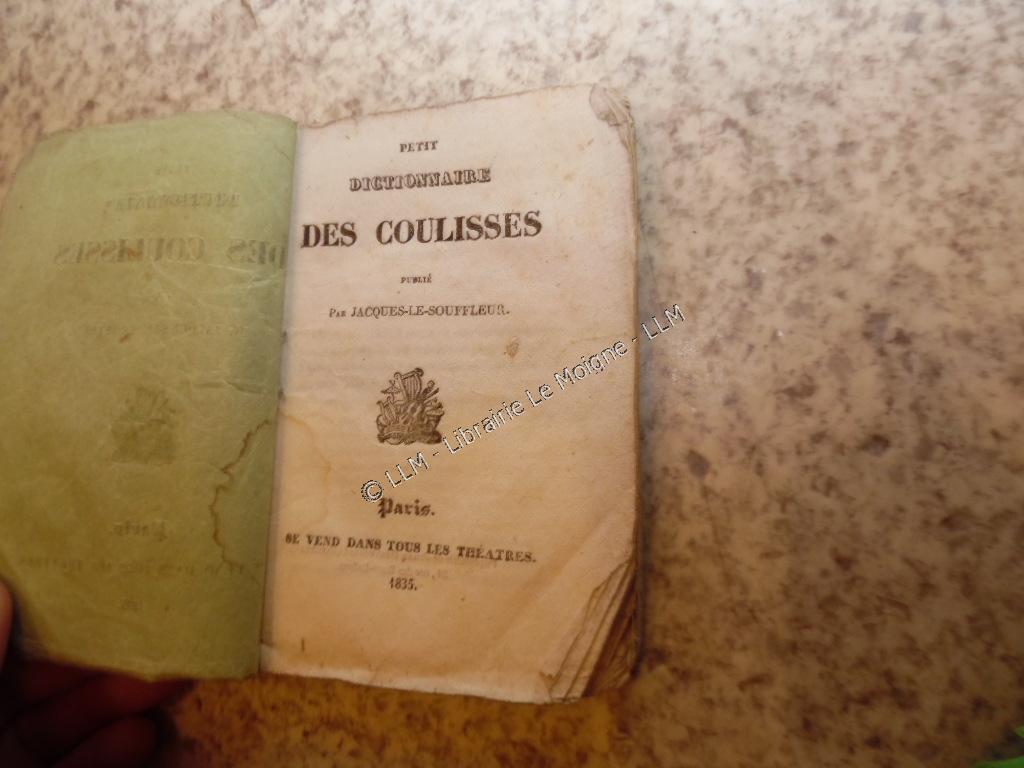 PETIT
DICTIONNAIRE
DES COULISSES
PUBLIÉ
PAR JACQUES-LE-SOUFFLEUR.
© LLM - Librairie Le Moigne - LLM
Paris.
SE VEND DANS TOUS LES THÉATRES.
1835.